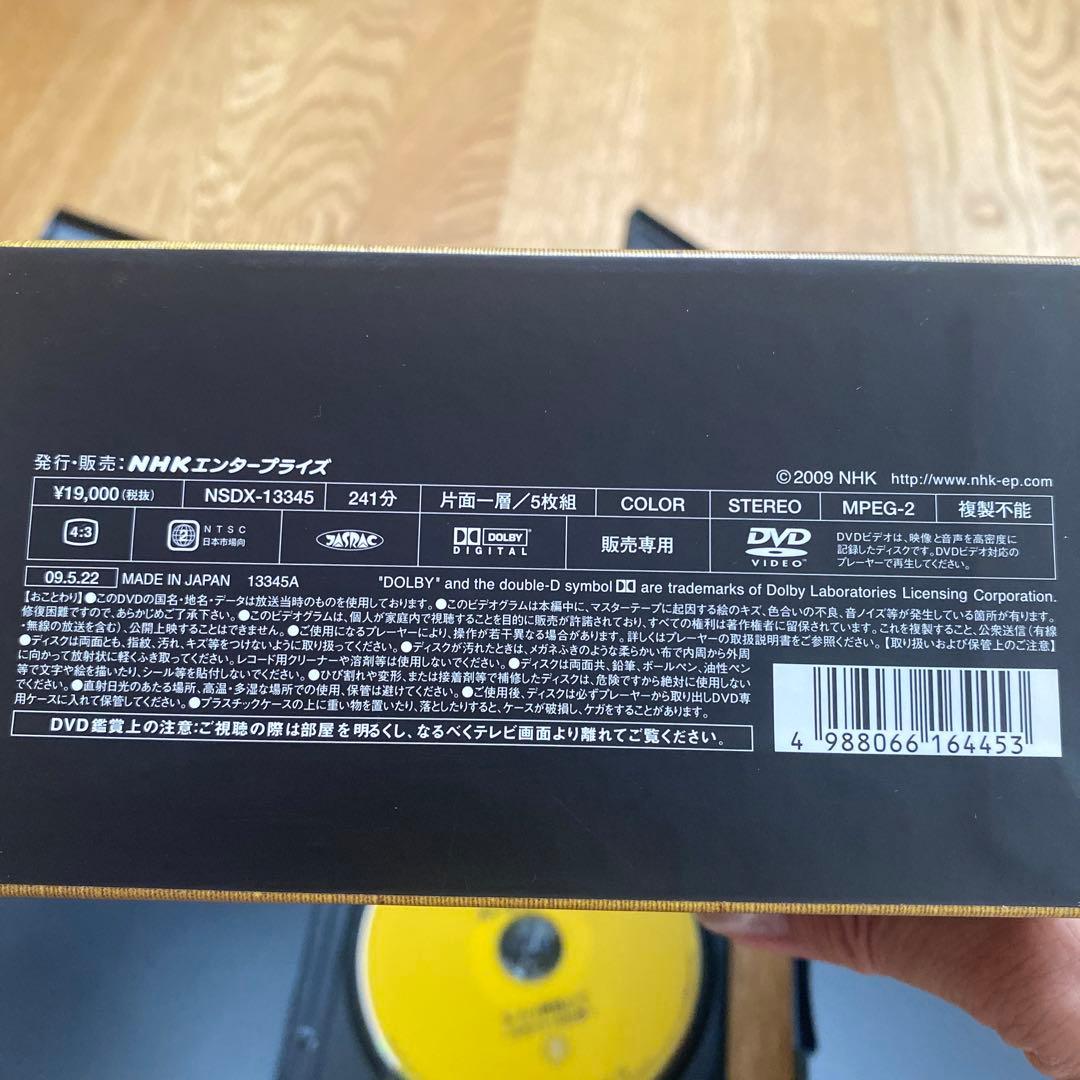 発行・販売：NHKエンタープライズ
©2009 NHK http://www.nhk-ep.com
¥19,000（税抜） NSDX-13345 241分 片面一層／5枚組 COLOR STEREO MPEG-2 複製不能
4:3 2 NTSC 日本市場向 JASRAC DOLBY DIGITAL 販売専用 DVD VIDEO DVDビデオは、映像と音声を高密度に
記録したディスクです。DVDビデオ対応の
プレーヤーで再生してください。
09.5.22 MADE IN JAPAN 13345A "DOLBY" and the double-D symbol are trademarks of Dolby Laboratories Licensing Corporation.
【おことわり】●このDVDの国名・地名・データは放送当時のものを使用しております。●このビデオグラムは本編中に、マスターテープに起因する絵のキズ、色合いの不良、音ノイズ等が発生している箇所が有ります。
修復困難ですので、あらかじめご了承下さい。●このビデオグラムは、個人が家庭内で視聴することを目的に販売が許諾されており、すべての権利は著作権者に留保されています。これを複製すること、公衆送信（有線
・無線の放送を含む）、公開上映することはできません。●ご使用になるプレーヤーにより、操作が若干異なる場合があります。詳しくはプレーヤーの取扱説明書をご参照ください。【取り扱いおよび保管上のご注意】
●ディスクは両面とも、指紋、汚れ、キズ等をつけないように取り扱ってください。●ディスクが汚れたときは、メガネふきのような柔らかい布で内周から外周
に向かって放射状に軽くふき取ってください。レコード用クリーナーや溶剤等は使用しないでください。●ディスクは両面共、鉛筆、ボールペン、油性ペン
等で文字や絵を描いたり、シール等を貼付しないでください。●ひび割れや変形、または接着剤等で補修したディスクは、危険ですから絶対に使用しない
でください。●直射日光のあたる場所、高温・多湿な場所での使用、保管は避けてください。●ご使用後、ディスクは必ずプレーヤーから取り出しDVD専
用ケースに入れて保管してください。●プラスチックケースの上に重い物を置いたり、落としたりすると、ケースが破損し、ケガをすることがあります。
DVD鑑賞上の注意：ご視聴の際は部屋を明るくし、なるべくテレビ画面より離れてご覧ください。
4 988066 164453